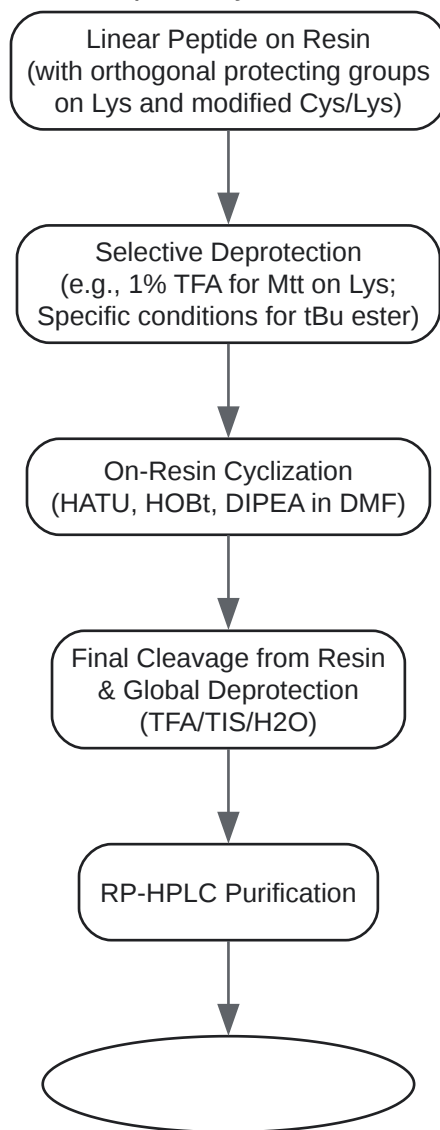 Linear Peptide on Resin
(with orthogonal protecting groups
on Lys and modified Cys/Lys)
Selective Deprotection
(e.g., 1% TFA for Mtt on Lys;
Specific conditions for tBu ester)
On-Resin Cyclization
(HATU, HOBt, DIPEA in DMF)
Final Cleavage from Resin
& Global Deprotection
(TFA/TIS/H2O)
RP-HPLC Purification